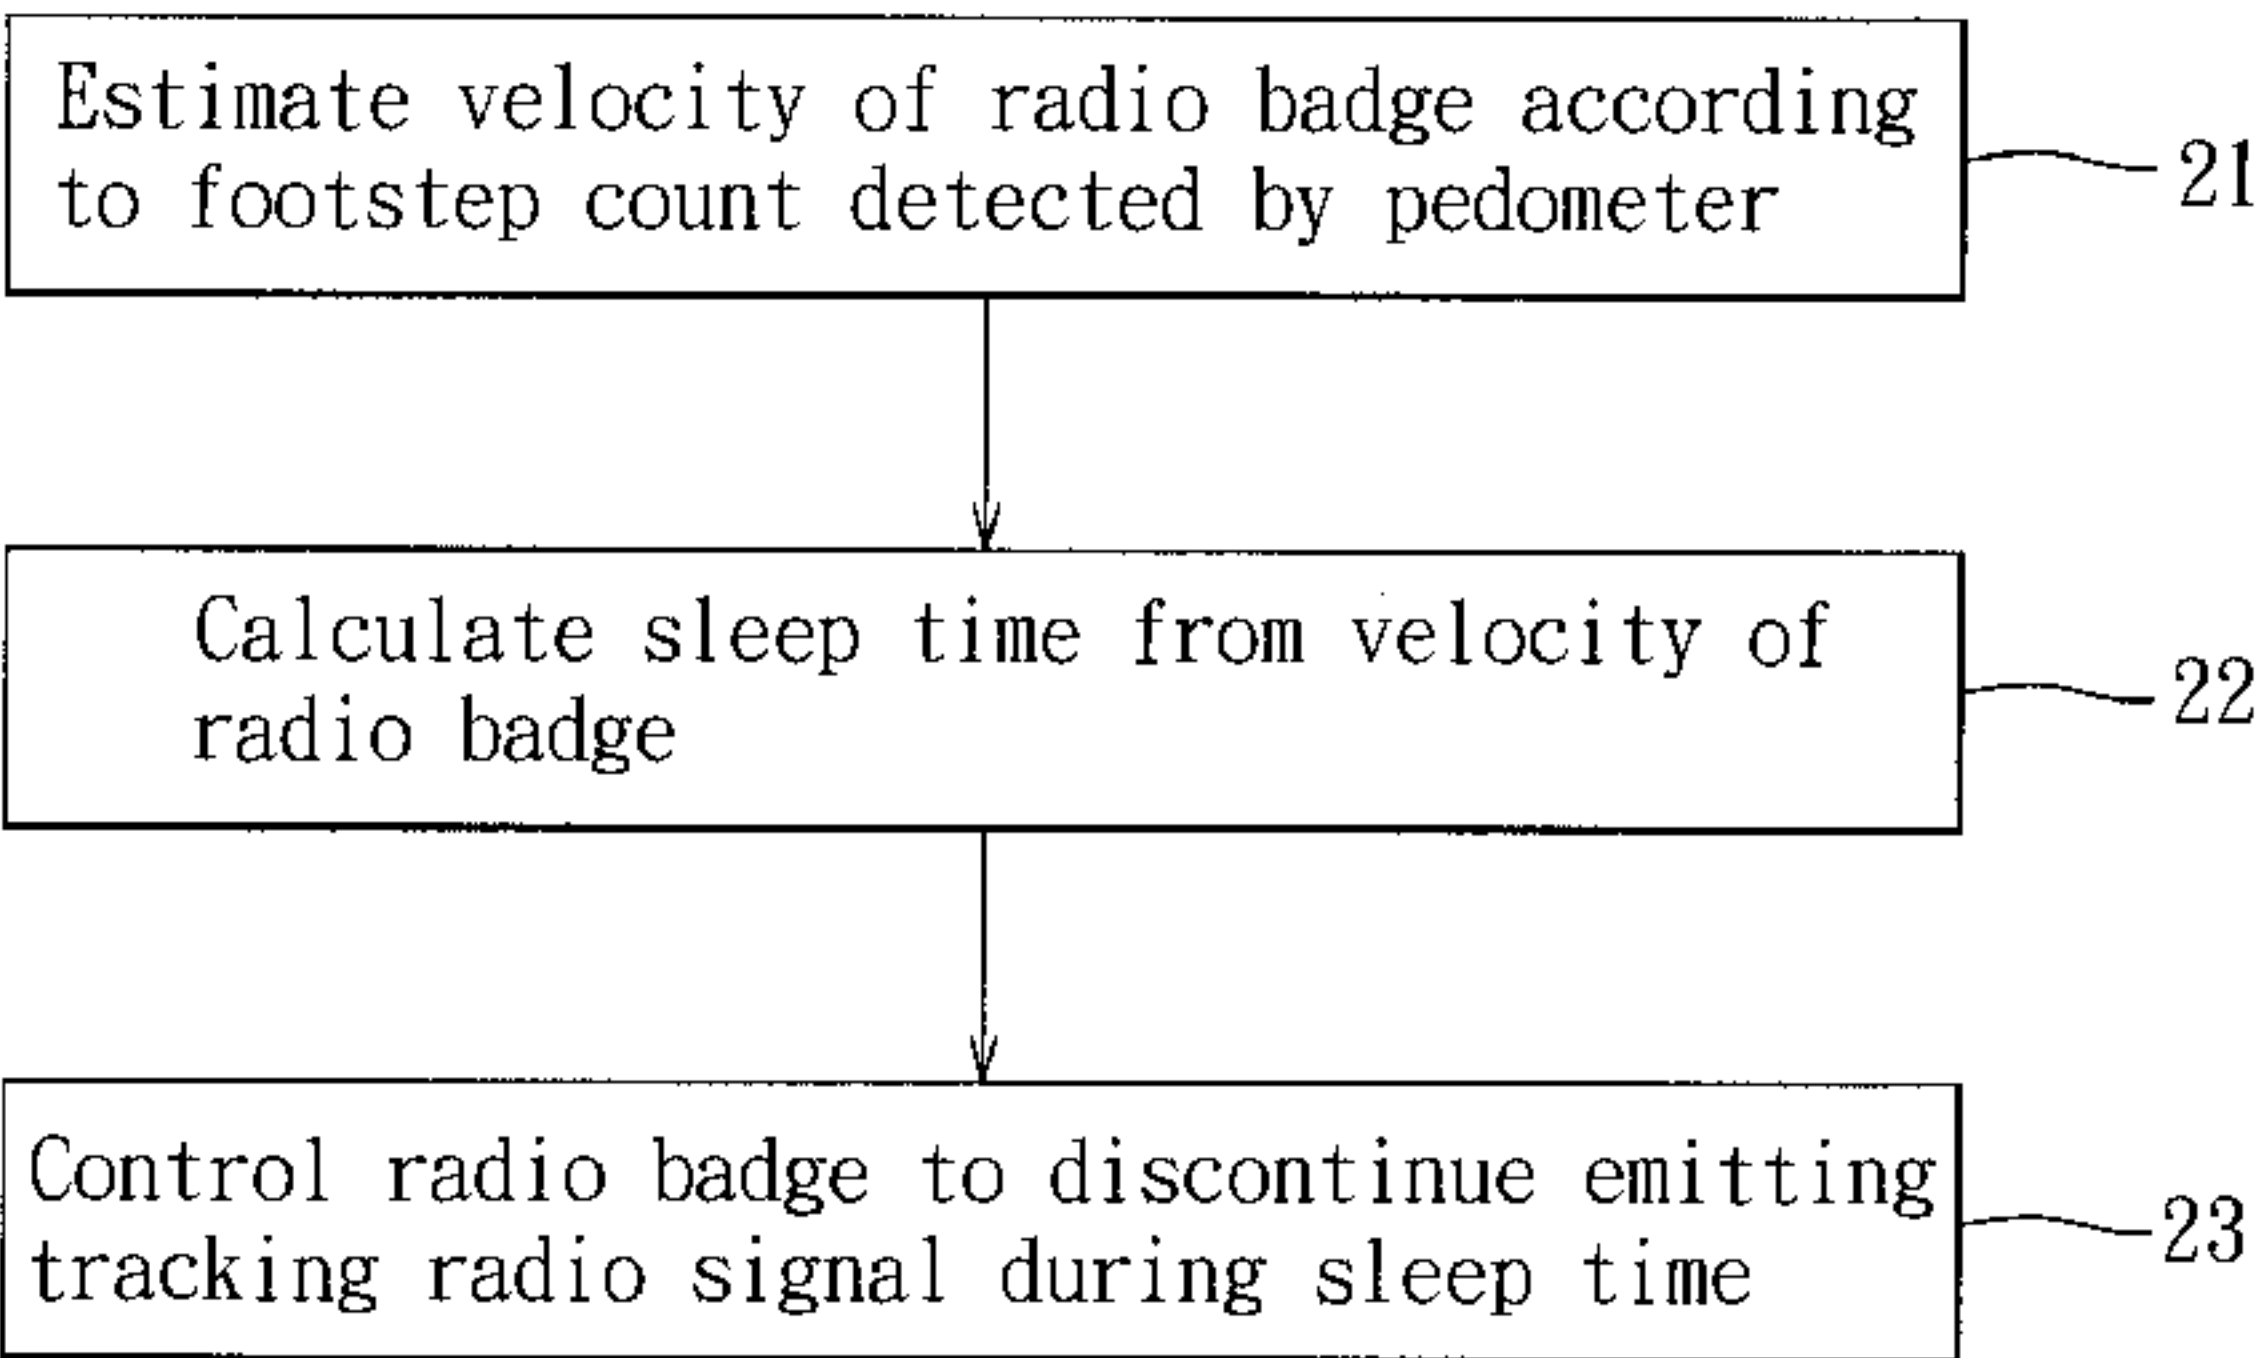 Estimate velocity of radio badge according
to footstep count detected by pedometer
21
Calculate sleep time from velocity of
radio badge
22
Control radio badge to discontinue emitting
tracking radio signal during sleep time
23